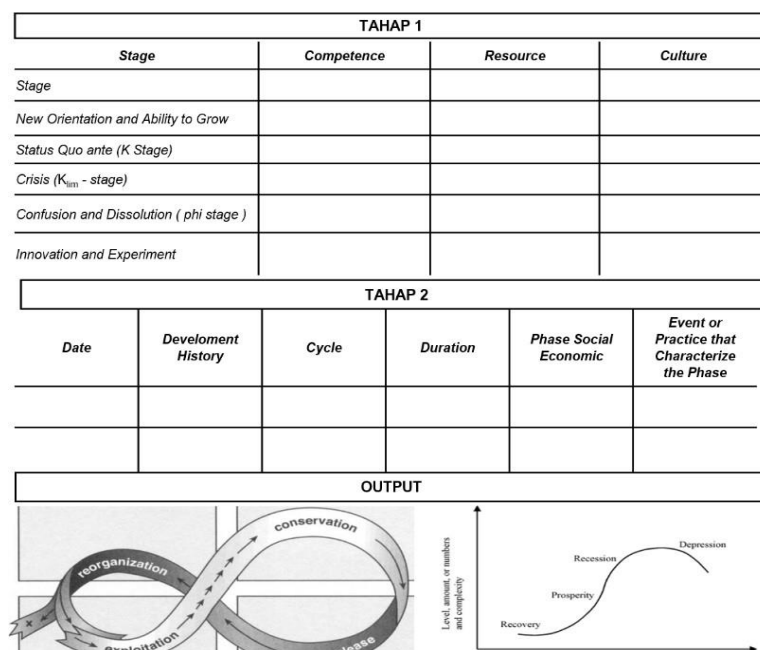 TAHAP 1
Stage Competence Resource Culture
Stage
New Orientation and Ability to Grow
Status Quo ante (K Stage)
Crisis (Klim - stage)
Confusion and Dissolution ( phi stage )
Innovation and Experiment
TAHAP 2
Date
Develoment
History
Cycle
Duration
Phase Social
Economic
Event or
Practice that
Characterize
the Phase
OUTPUT
conservation
reorganization
exploitation
x
Level, amount, or numbers
and complexity
Recovery
Prosperity
Recession
Depression